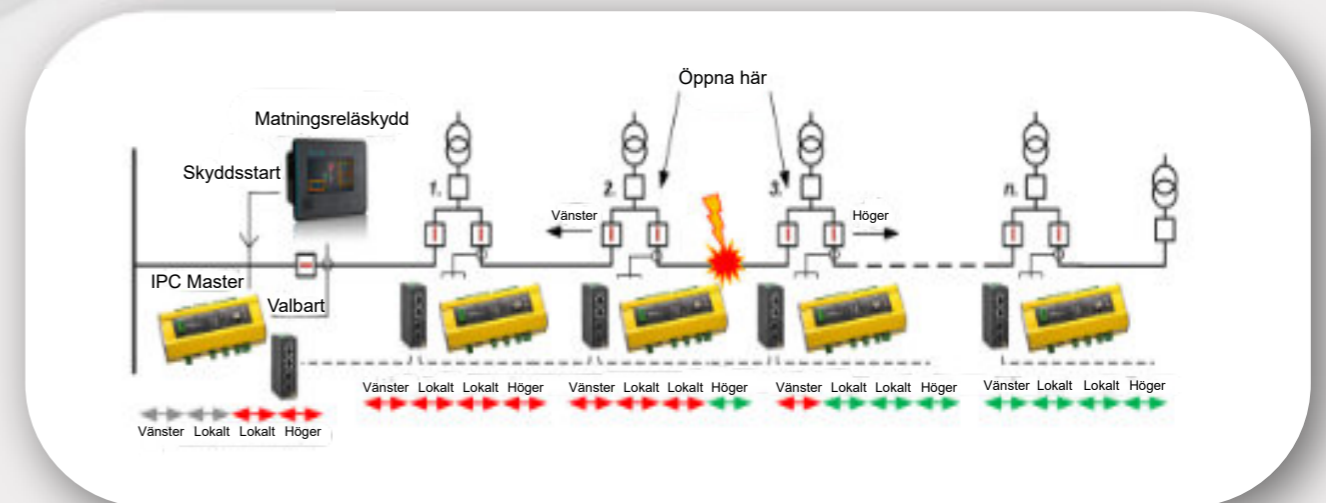 Öppna här
Matningsreläskydd
Skyddsstart
1.
2.
3.
n.
Vänster
Höger
IPC Master
Valbart
Vänster Lokalt Lokalt Höger
Vänster Lokalt Lokalt Höger
Vänster Lokalt Lokalt Höger
Vänster Lokalt Lokalt Höger
Vänster Lokalt Lokalt Höger